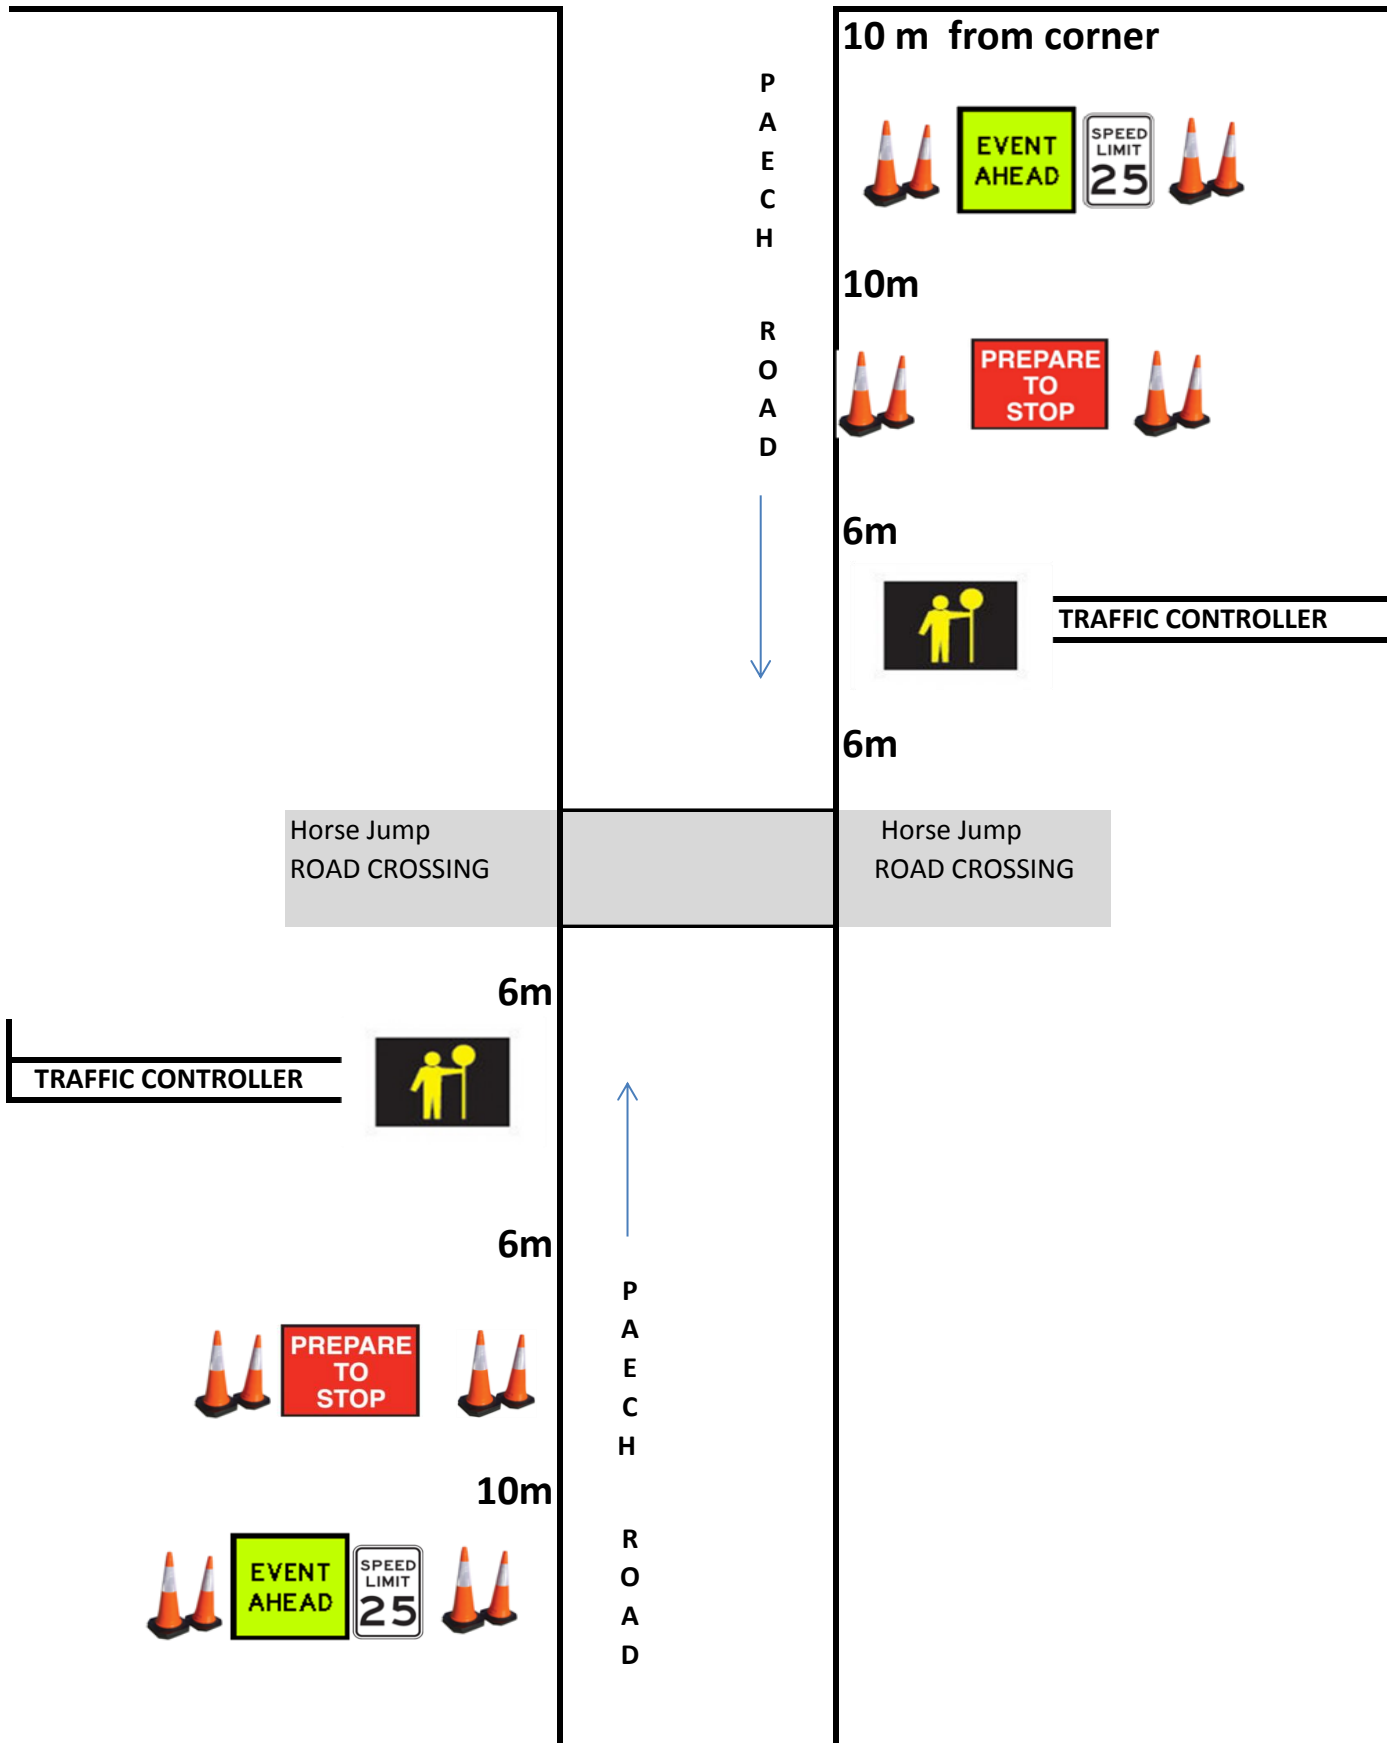 10 m  from corner
P
A
E
C
H
R
O
A
D
EVENT
AHEAD
SPEED
LIMIT
25
10m
PREPARE
TO
STOP
6m
TRAFFIC CONTROLLER
6m
Horse Jump
ROAD CROSSING
Horse Jump
ROAD CROSSING
6m
TRAFFIC CONTROLLER
6m
PREPARE
TO
STOP
10m
EVENT
AHEAD
SPEED
LIMIT
25
P
A
E
C
H
R
O
A
D